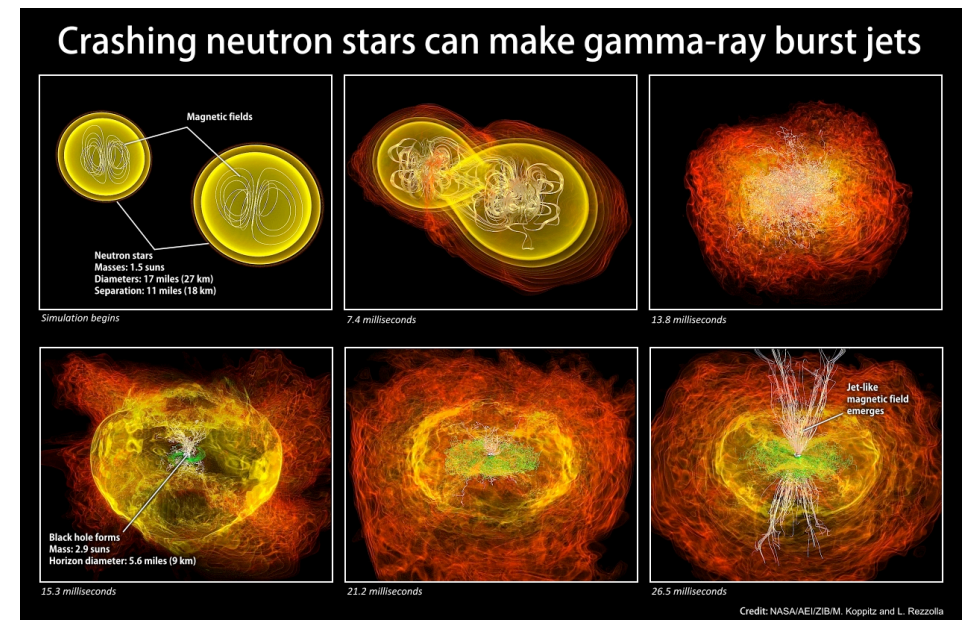 Crashing neutron stars can make gamma-ray burst jets
Magnetic fields
Neutron stars
Masses: 1.5 suns
Diameters: 17 miles (27 km)
Separation: 11 miles (18 km)
Simulation begins
7.4 milliseconds
13.8 milliseconds
Black hole forms
Mass: 2.9 suns
Horizon diameter: 5.6 miles (9 km)
15.3 milliseconds
21.2 milliseconds
Jet-like
magnetic field
emerges
26.5 milliseconds
Credit: NASA/AEI/ZIB/M. Koppitz and L. Rezzolla